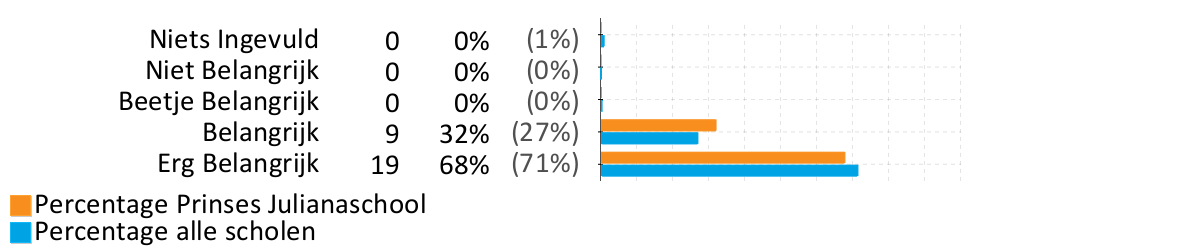 Niets Ingevuld 0 0% (1%)
Niet Belangrijk 0 0% (0%)
Beetje Belangrijk 0 0% (0%)
Belangrijk 9 32% (27%)
Erg Belangrijk 19 68% (71%)
Percentage Prinses Julianaschool
Percentage alle scholen